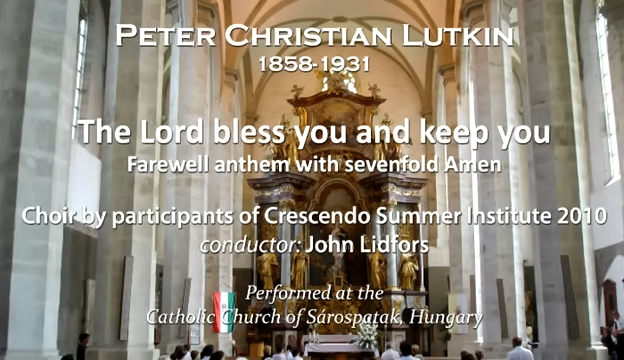 Peter Christian Lutkin
1858-1931
The Lord bless you and keep you
Farewell anthem with sevenfold Amen
Choir by participants of Crescendo Summer Institute 2010
conductor: John Lidfors
Performed at the
Catholic Church of Sárospatak, Hungary